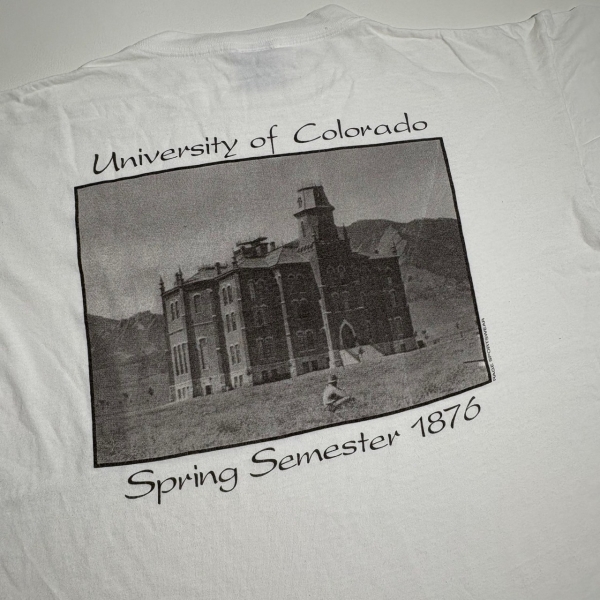 University of Colorado
Spring Semester 1876